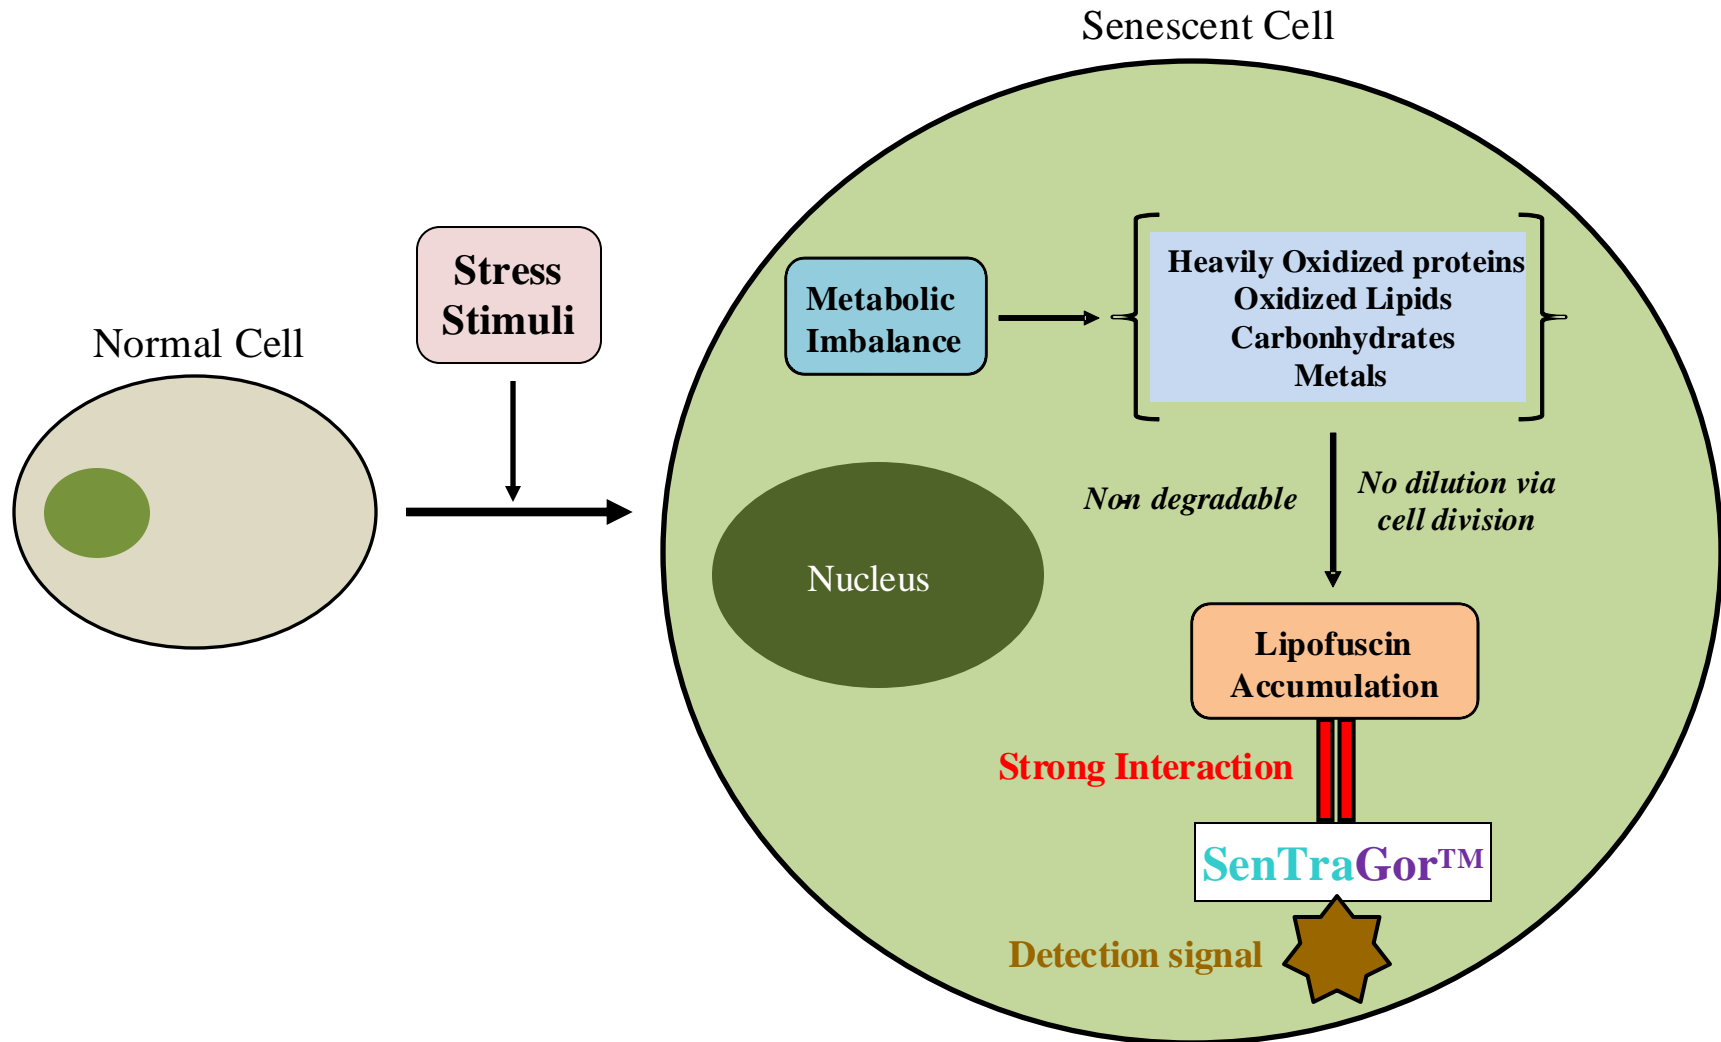 Senescent Cell
Normal Cell
Stress
Stimuli
Metabolic
Imbalance
Heavily Oxidized proteins
Oxidized Lipids
Carbonhydrates
Metals
Non- degradable
No dilution via
cell division
Nucleus
Lipofuscin
Accumulation
Strong Interaction
SenTraGor™
Detection signal